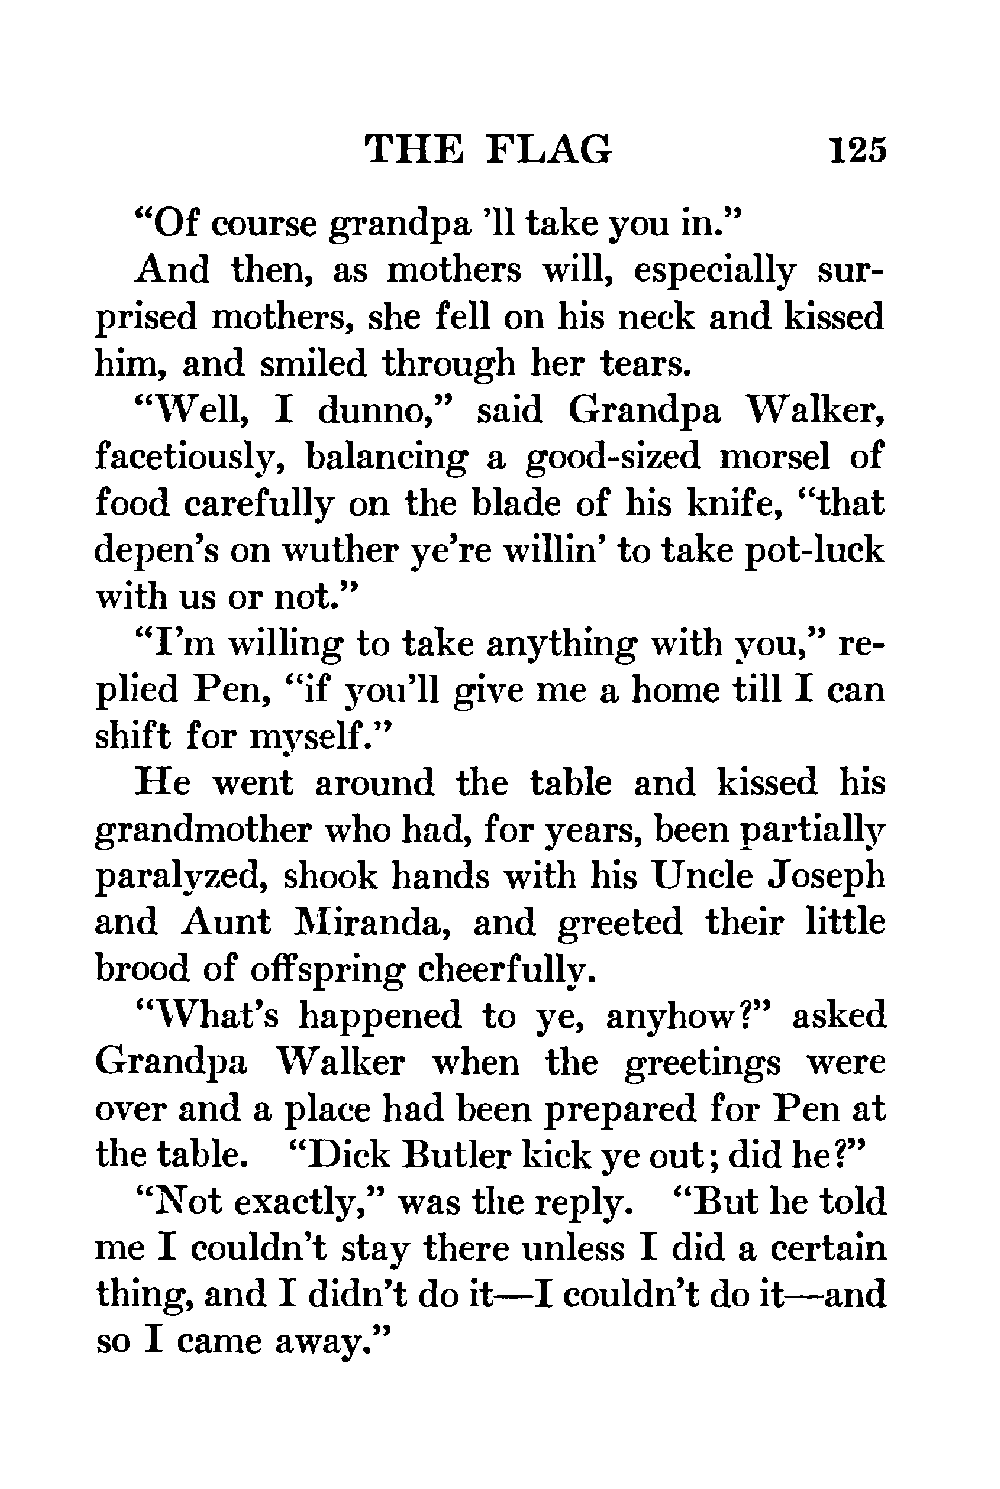 THE FLAG 125
“Of course grandpa ’ll take you in.”
And then, as mothers will, especially sur-
prised mothers, she fell on his neck and kissed
him, and smiled through her tears.
“Well, I dunno,” said Grandpa Walker,
facetiously, balancing a good-sized morsel of
food carefully on the blade of his knife, “that
depen’s on wuther ye’re willin’ to take pot-luck
with us or not.”
“I’m willing to take anything with you,” re-
plied Pen, “if you’ll give me a home till I can
shift for myself.”
He went around the table and kissed his
grandmother who had, for years, been partially
paralyzed, shook hands with his Uncle Joseph
and Aunt Miranda, and greeted their little
brood of offspring cheerfully.
“What’s happened to ye, anyhow?” asked
Grandpa Walker when the greetings were
over and a place had been prepared for Pen at
the table. “Dick Butler kick ye out; did he?”
“Not exactly,” was the reply. “But he told
me I couldn’t stay there unless I did a certain
thing, and I didn’t do it—I couldn’t do it—and
so I came away.”